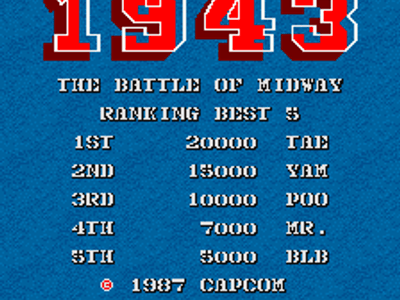 1943
THE BATTLE OF MIDWAY
RANKING BEST 5
1ST 20000 TAE
2ND 15000 YAM
3RD 10000 POO
4TH 7000 MR.
5TH 5000 BLB
© 1987 CAPCOM